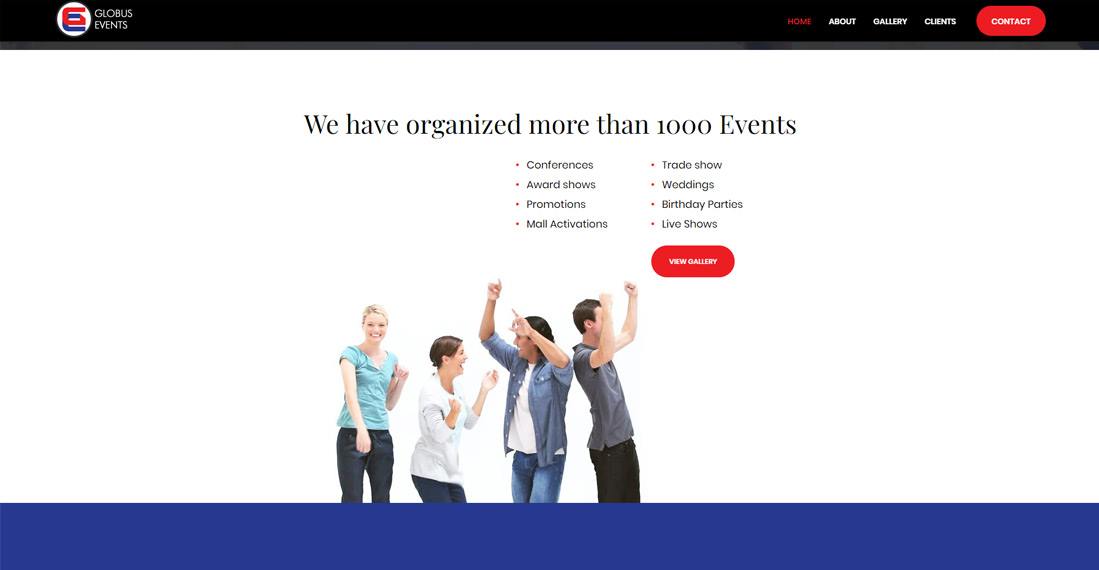 GLOBUS
EVENTS
HOME
ABOUT
GALLERY
CLIENTS
CONTACT
We have organized more than 1000 Events
Conferences
Award shows
Promotions
Mall Activations
Trade show
Weddings
Birthday Parties
Live Shows
VIEW GALLERY